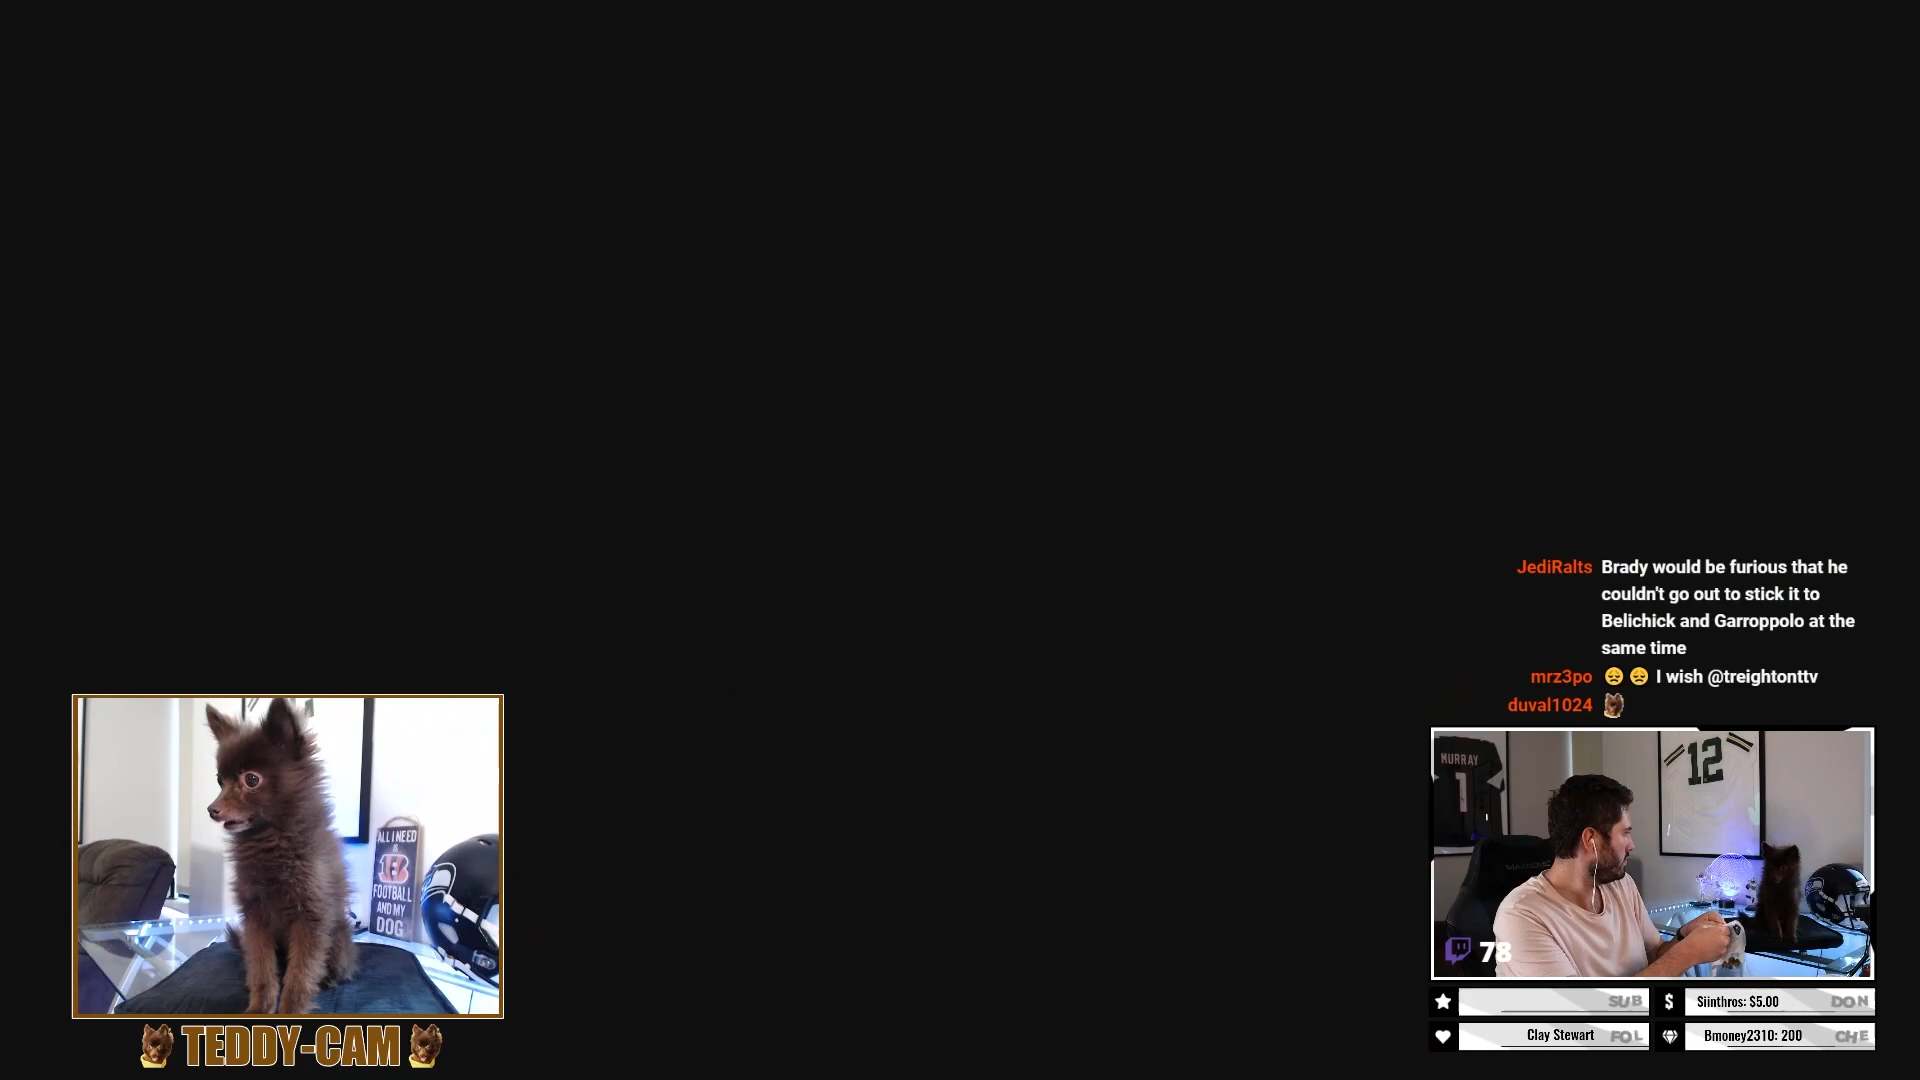 JediRalts Brady would be furious that he
couldn't go out to stick it to
Belichick and Garroppolo at the
same time
mrz3po 😞 😞 I wish @treightonttv
duval1024
ALL I NEED
IS
B
FOOTBALL
AND MY
DOG
TEDDY-CAM
MURRAY
1
12
78
SUB
Siinthros: $5.00 DON
Clay Stewart FOL
Bmoney2310: 200 CHE